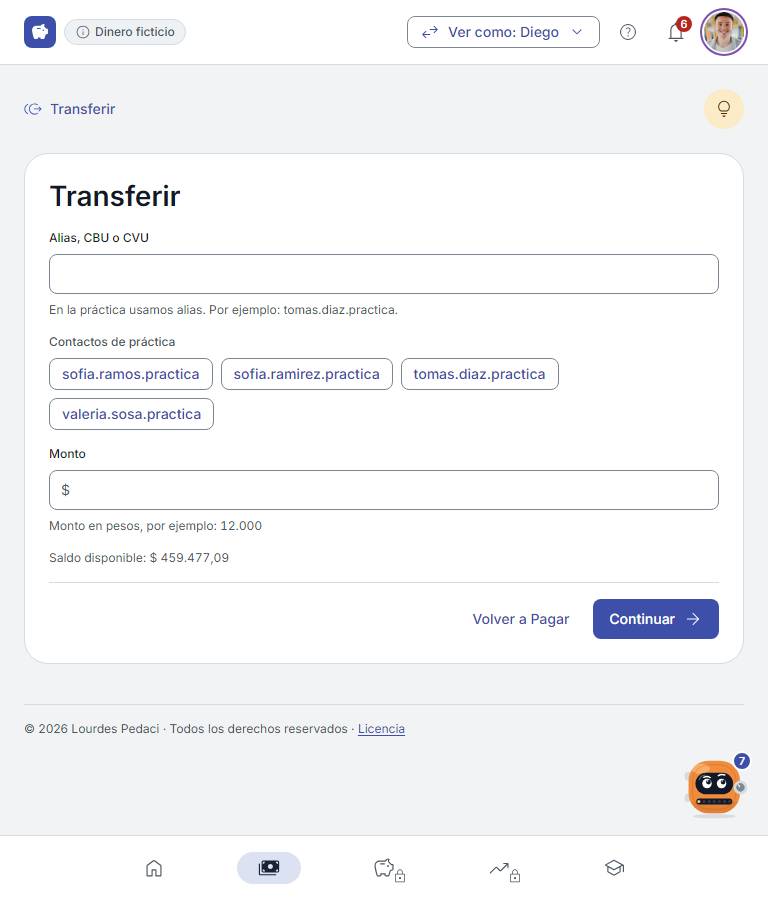 Dinero ficticio
Ver como: Diego
6
Transferir
Transferir
Alias, CBU o CVU
En la práctica usamos alias. Por ejemplo: tomas.diaz.practica.
Contactos de práctica
sofia.ramos.practica sofia.ramirez.practica tomas.diaz.practica
valeria.sosa.practica
Monto
$
Monto en pesos, por ejemplo: 12.000
Saldo disponible: $ 459.477,09
Volver a Pagar Continuar
© 2026 Lourdes Pedaci · Todos los derechos reservados · Licencia
7